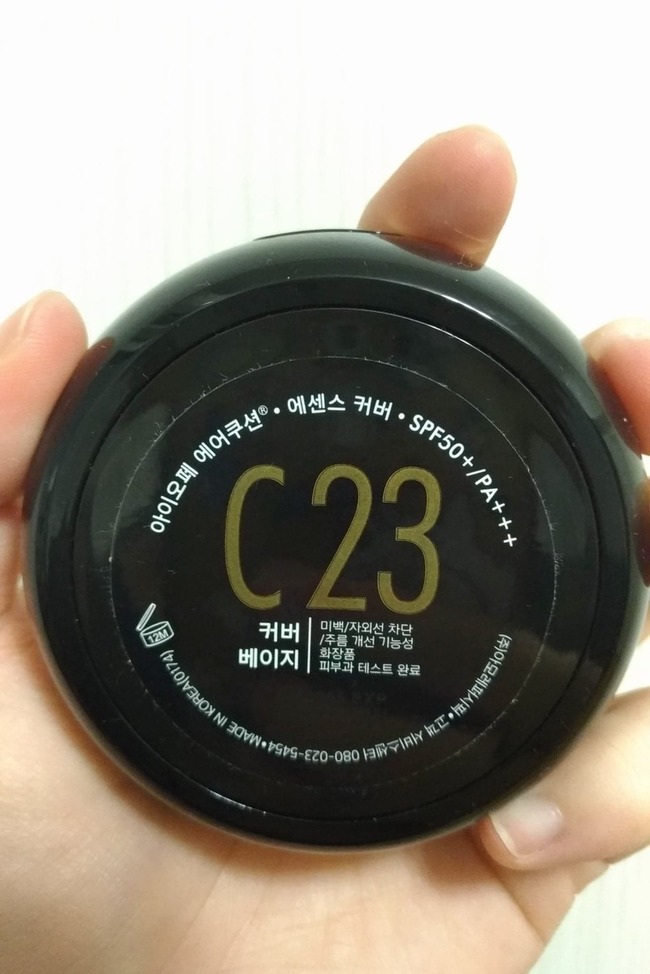 아이오페 에어쿠션® • 에센스 커버 • SPF50+/PA+++
C 23
커버
베이지
미백/자외선 차단
/주름 개선 기능성
화장품
피부과 테스트 완료
12M
(주)아모레퍼시픽•고객 서비스센터 080-023-5454•MADE IN KOREA(0174)